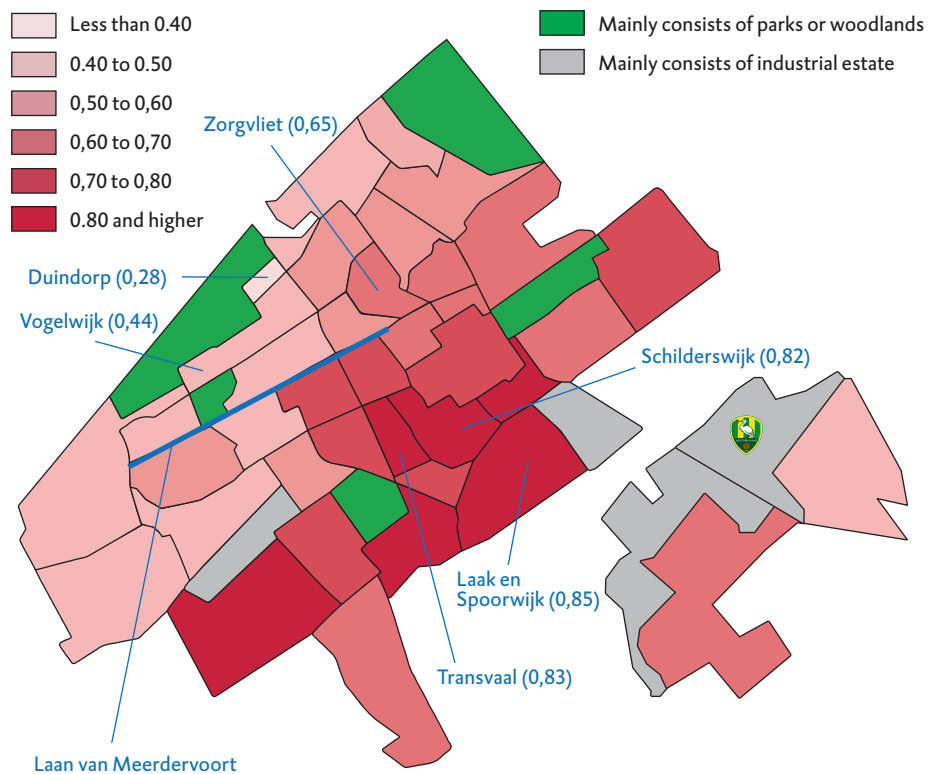 Less than 0.40
0.40 to 0.50
0,50 to 0,60
0,60 to 0,70
0,70 to 0,80
0.80 and higher
Mainly consists of parks or woodlands
Mainly consists of industrial estate
Zorgvliet (0,65)
Duindorp (0,28)
Vogelwijk (0,44)
Schilderswijk (0,82)
Laak en
Spoorwijk (0,85)
Transvaal (0,83)
Laan van Meerdervoort